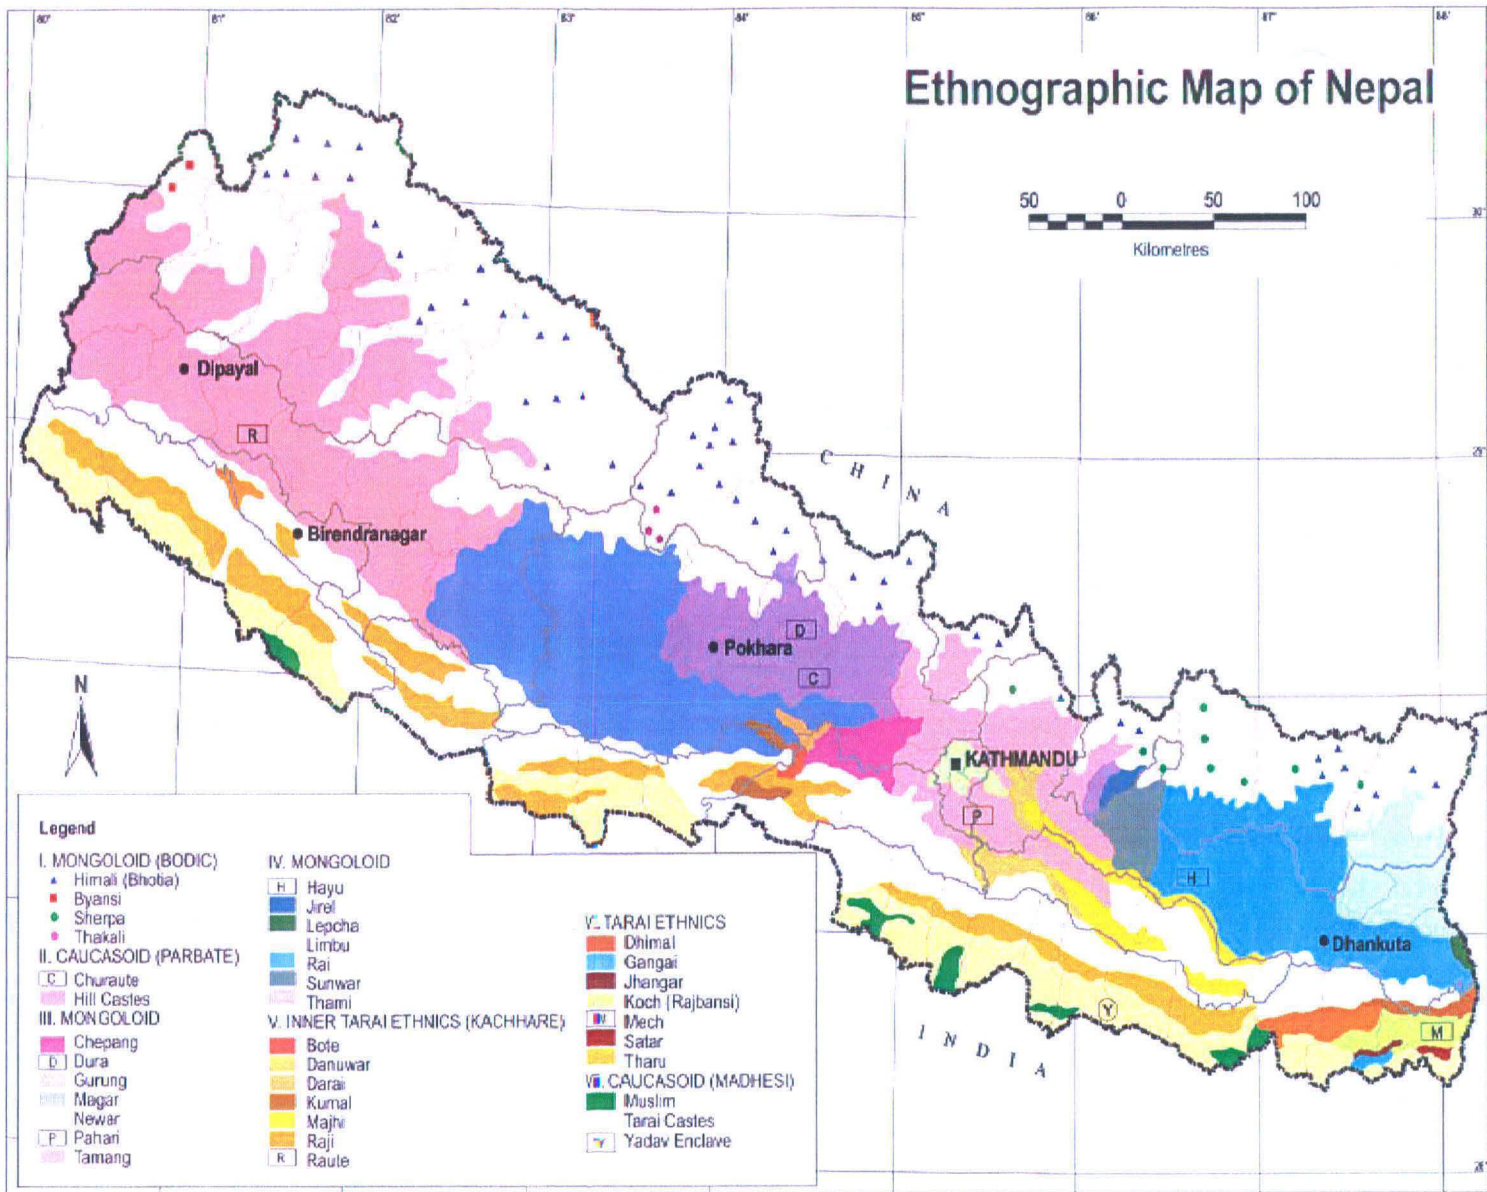 80° 81° 82° 83° 84° 85° 86° 87° 88°
Ethnographic Map of Nepal
50 0 50 100
Kilometres
30°
Dipayal
R
CHINA
29°
Birendranagar
D
Pokhara
C
N
KATHMANDU
P
H
Dhankuta
Y
INDIA
M
26°
Legend
I. MONGOLOID (BODIC)
Himali (Bhotia)
Byansi
Sherpa
Thakali
II. CAUCASOID (PARBATE)
C Churaute
Hill Castes
III. MONGOLOID
Chepang
D Dura
Gurung
Magar
Newar
P Pahari
Tamang
IV. MONGOLOID
H Hayu
Jirel
Lepcha
Limbu
Rai
Sunwar
Thami
V. INNER TARAI ETHNICS (KACHHARE)
Bote
Danuwar
Darai
Kumal
Majhi
Raji
R Raute
TARAI ETHNICS
Dhimal
Gangai
Jhangar
Koch (Rajbansi)
M Mech
Satar
Tharu
CAUCASOID (MADHESI)
Muslim
Tarai Castes
Y Yadav Enclave